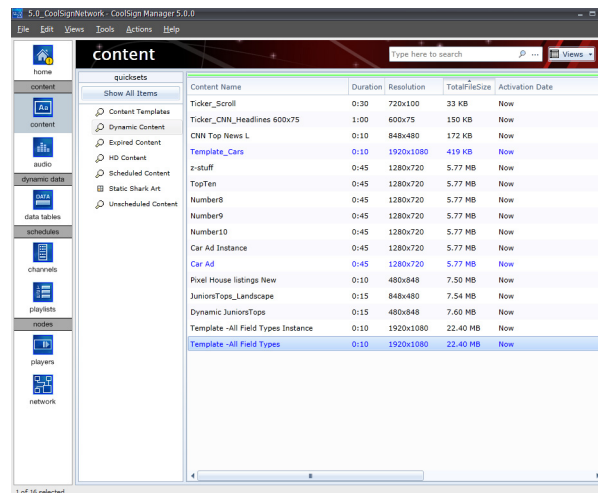 5.0_CoolSignNetwork - CoolSign Manager 5.0.0
File Edit Views Tools Actions Help
home
content
content
audio
dynamic data
DATA
data tables
schedules
channels
playlists
nodes
players
network
content
Type here to search ... Views
quicksets
Show All Items
Content Templates
Dynamic Content
Expired Content
HD Content
Scheduled Content
Static Shark Art
Unscheduled Content
Content Name Duration Resolution TotalFileSize Activation Date
Ticker_Scroll 0:30 720x100 33 KB Now
Ticker_CNN_Headlines 600x75 1:00 600x75 150 KB Now
CNN Top News L 0:10 848x480 172 KB Now
Template_Cars 0:10 1920x1080 419 KB Now
z-stuff 0:45 1280x720 5.77 MB Now
TopTen 0:45 1280x720 5.77 MB Now
Number8 0:45 1280x720 5.77 MB Now
Number9 0:45 1280x720 5.77 MB Now
Number10 0:45 1280x720 5.77 MB Now
Car Ad Instance 0:45 1280x720 5.77 MB Now
Car Ad 0:45 1280x720 5.77 MB Now
Pixel House listings New 0:10 480x848 7.50 MB Now
JuniorsTops_Landscape 0:15 848x480 7.54 MB Now
Dynamic JuniorsTops 0:15 480x848 7.60 MB Now
Template -All Field Types Instance 0:10 1920x1080 22.40 MB Now
Template -All Field Types 0:10 1920x1080 22.40 MB Now
1 of 16 selected